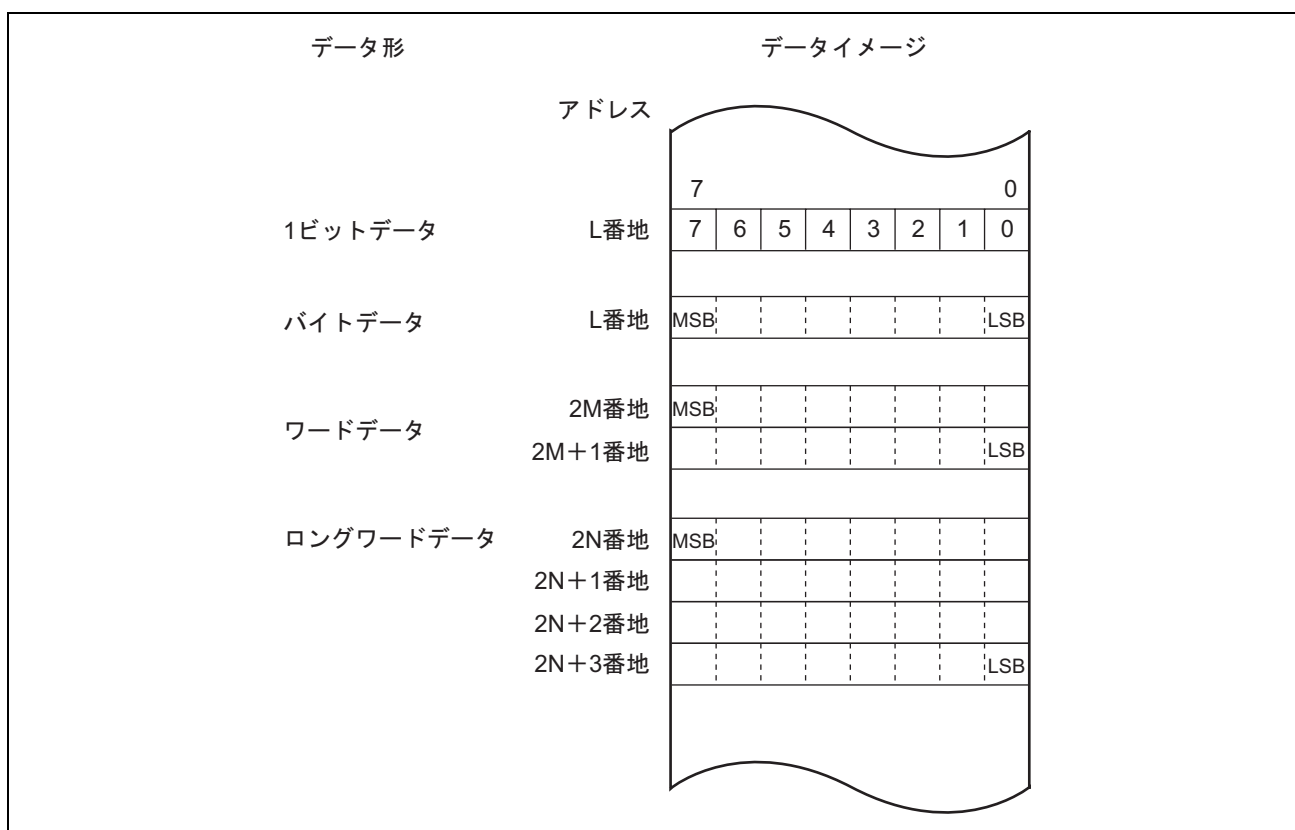 データ形 データイメージ
アドレス
7 0
1ビットデータ L番地 7 6 5 4 3 2 1 0
バイトデータ L番地 MSB LSB
2M番地 MSB
ワードデータ
2M＋1番地 LSB
ロングワードデータ 2N番地 MSB
2N＋1番地
2N＋2番地
2N＋3番地 LSB